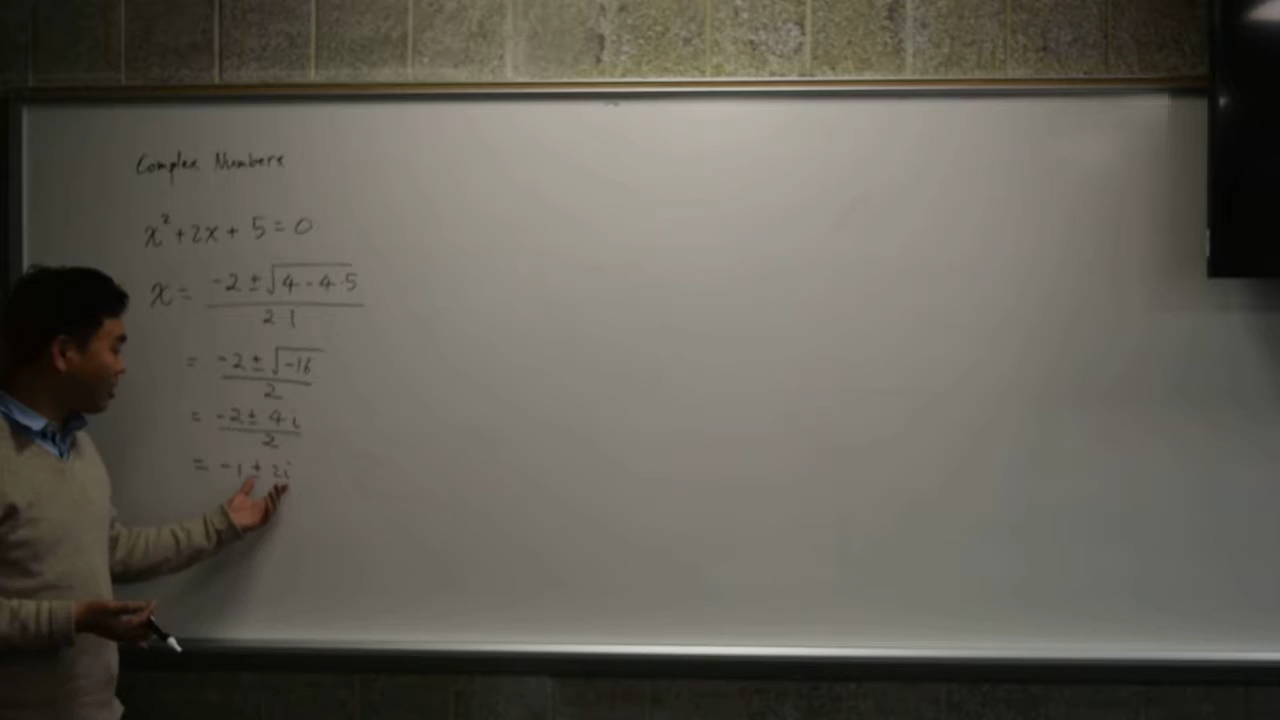 Complex Numbers
x² + 2x + 5 = 0
x = (-2 ± √(4 - 4·5)) / (2·1)
= (-2 ± √(-16)) / 2
= (-2 ± 4i) / 2
= -1 ± 2i